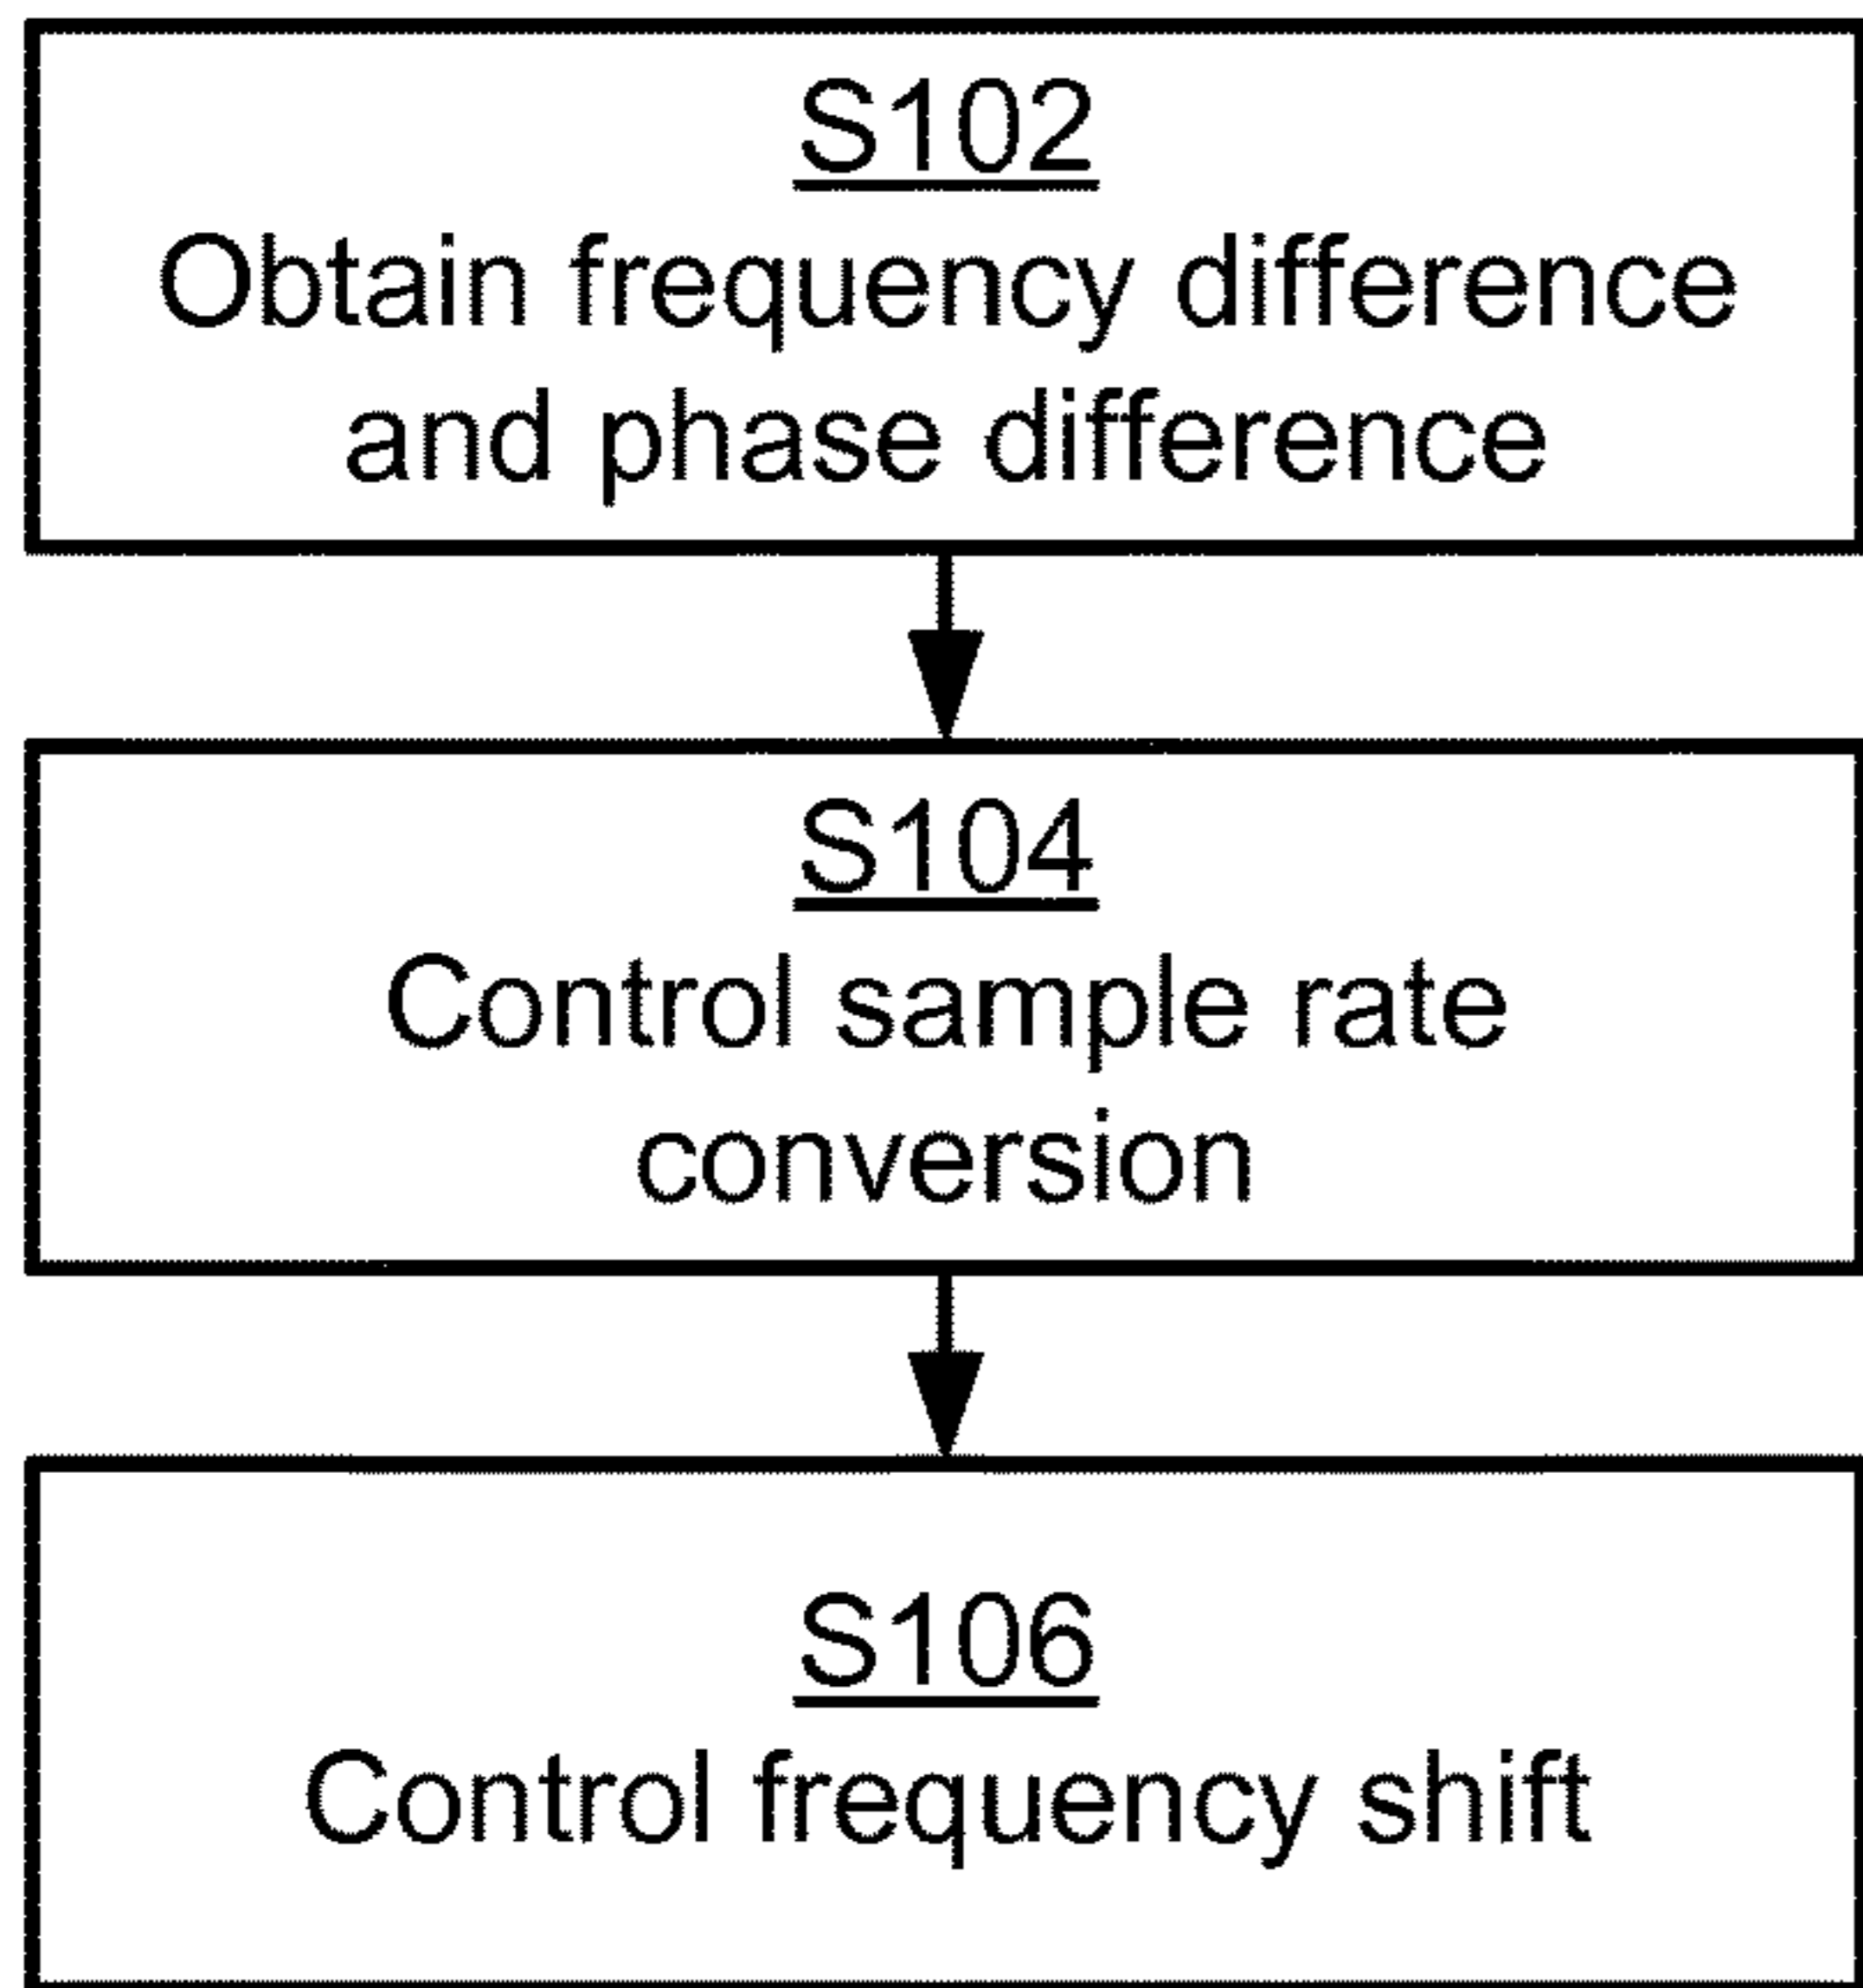 S102
Obtain frequency difference
and phase difference
S104
Control sample rate
conversion
S106
Control frequency shift